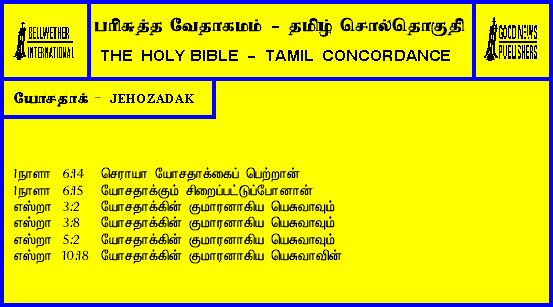 BELLWETHER
INTERNATIONAL
பரிசுத்த வேதாகமம் - தமிழ் சொல்தொகுதி
THE HOLY BIBLE - TAMIL CONCORDANCE
GOOD NEWS
PUBLISHERS
யோசதாக் - JEHOZADAK
1நாளா 6:14 செராயா யோசதாக்கைப் பெற்றான்
1நாளா 6:15 யோசதாக்கும் சிறைப்பட்டுப்போனான்
எஸ்றா 3:2 யோசதாக்கின் குமாரனாகிய யெசுவாவும்
எஸ்றா 3:8 யோசதாக்கின் குமாரனாகிய யெசுவாவும்
எஸ்றா 5:2 யோசதாக்கின் குமாரனாகிய யெசுவாவும்
எஸ்றா 10:18 யோசதாக்கின் குமாரனாகிய யெசுவாவின்